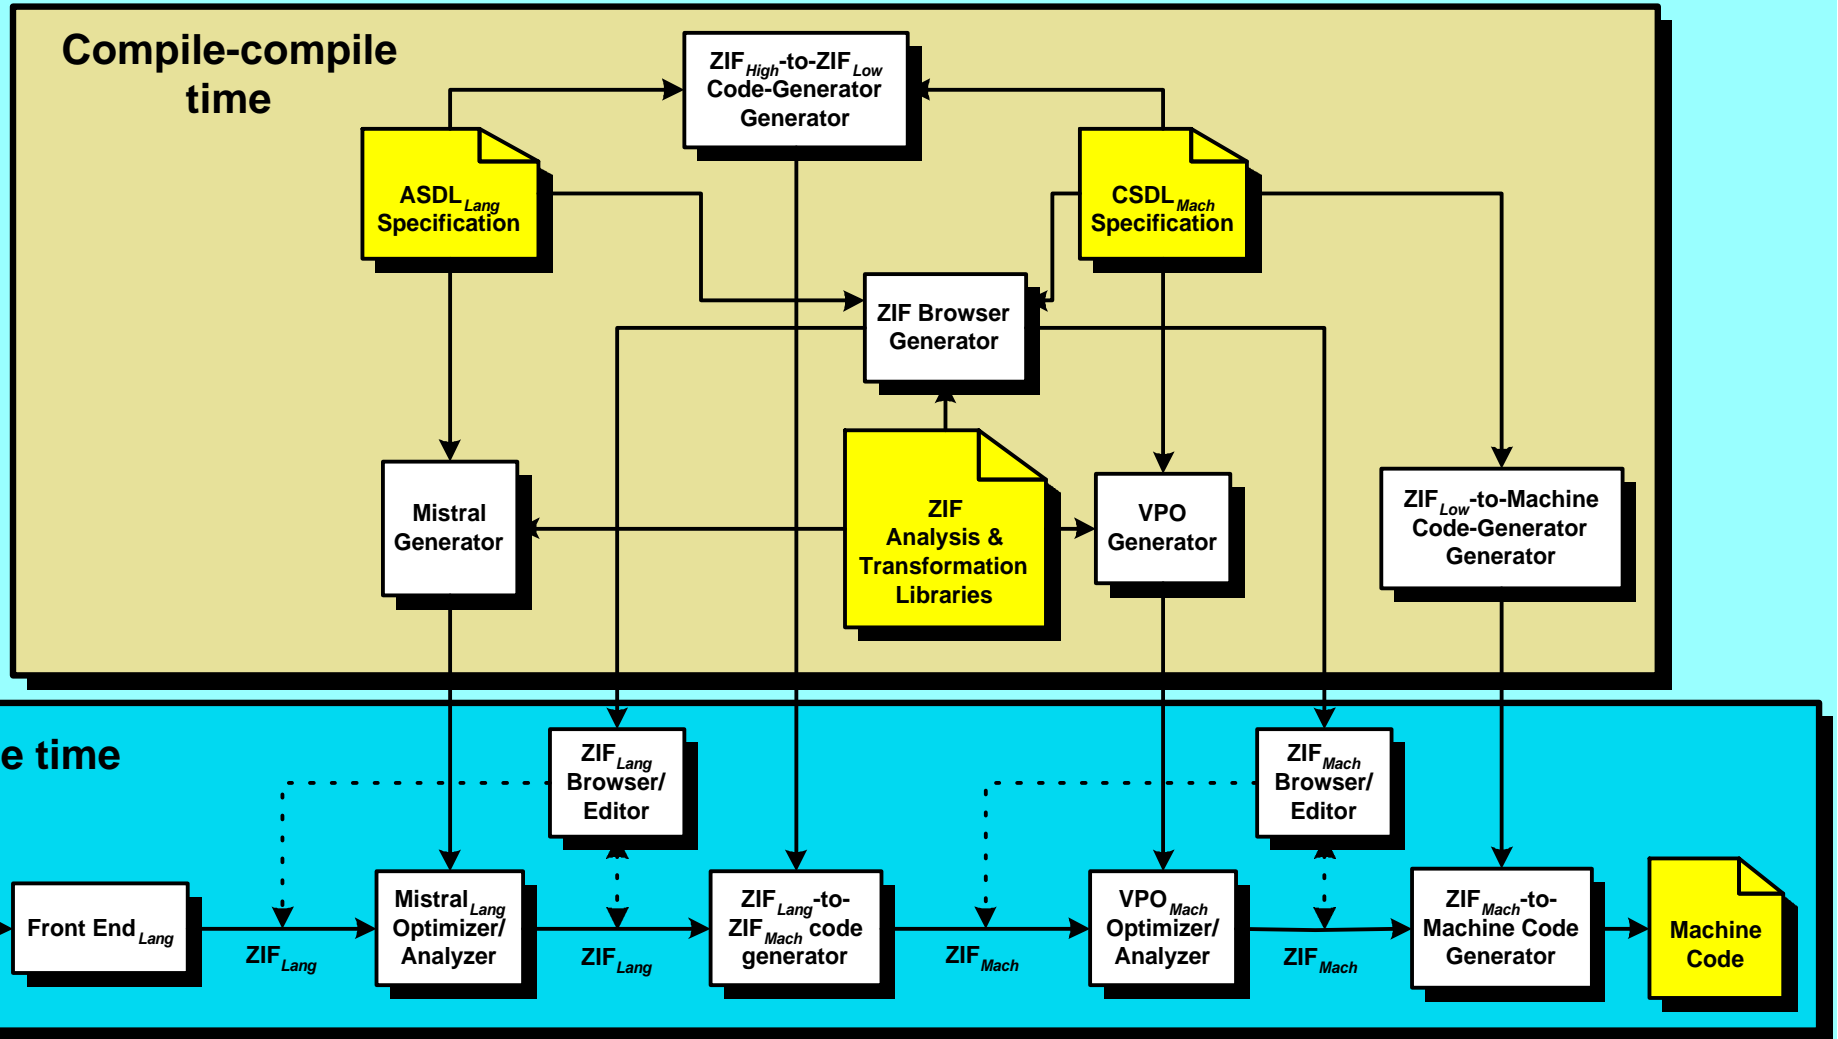 Compile-compile
time
ZIF High-to-ZIF Low
Code-Generator
Generator
ASDL Lang
Specification
CSDL Mach
Specification
ZIF Browser
Generator
Mistral
Generator
ZIF
Analysis &
Transformation
Libraries
VPO
Generator
ZIF Low-to-Machine
Code-Generator
Generator
e time
ZIF Lang
Browser/
Editor
ZIF Mach
Browser/
Editor
Front End Lang
ZIF Lang
Mistral Lang
Optimizer/
Analyzer
ZIF Lang
ZIF Lang-to-
ZIF Mach code
generator
ZIF Mach
VPO Mach
Optimizer/
Analyzer
ZIF Mach
ZIF Mach-to-
Machine Code
Generator
Machine
Code